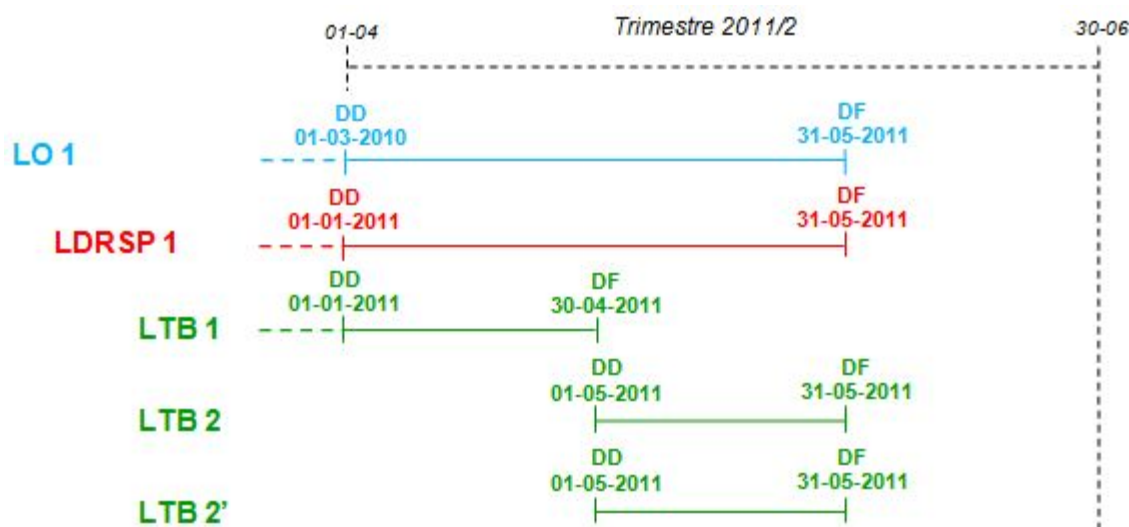 01-04 Trimestre 2011/2 30-06
DD DF
01-03-2010 31-05-2011
LO 1
DD DF
01-01-2011 31-05-2011
LDRSP 1
DD DF
01-01-2011 30-04-2011
LTB 1
DD DF
01-05-2011 31-05-2011
LTB 2
DD DF
01-05-2011 31-05-2011
LTB 2’